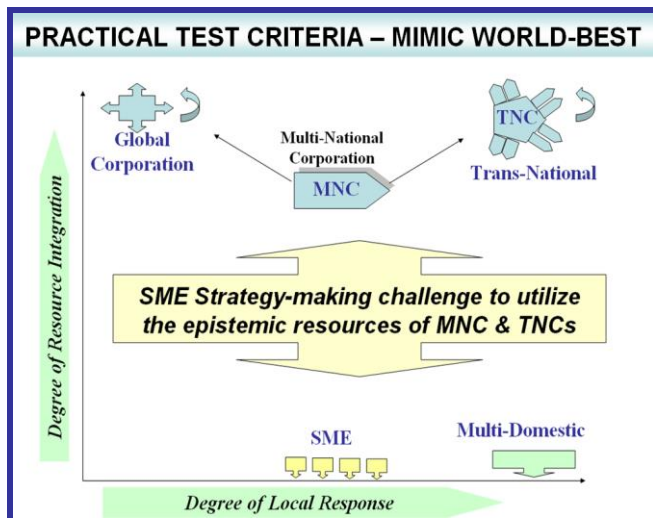 PRACTICAL TEST CRITERIA – MIMIC WORLD-BEST
Global
Corporation
Multi-National
Corporation
MNC
TNC
Trans-National
Degree of Resource Integration
SME Strategy-making challenge to utilize
the epistemic resources of MNC & TNCs
SME
Multi-Domestic
Degree of Local Response